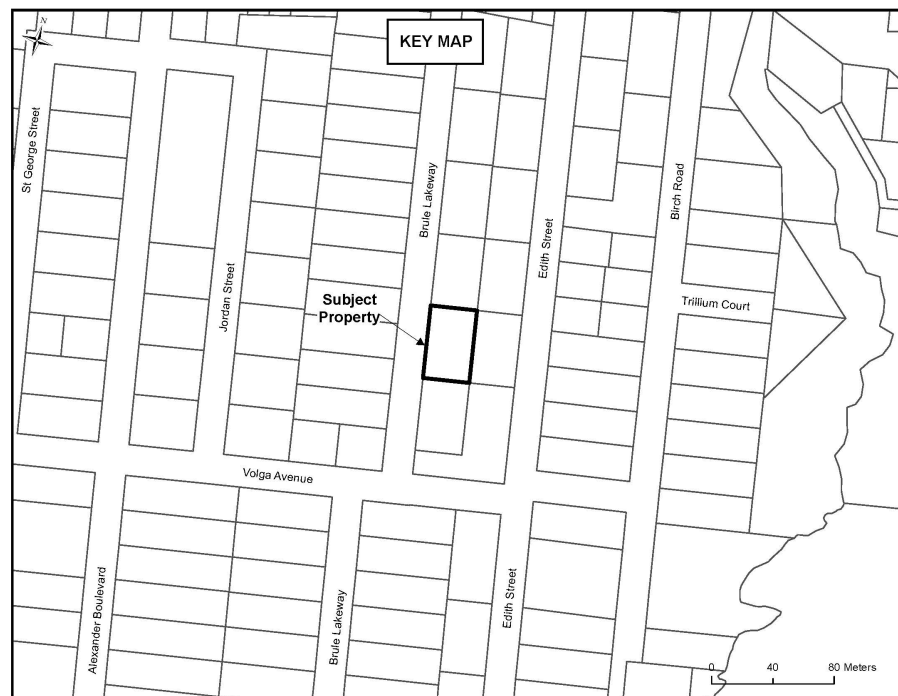 N
KEY MAP
St George Street
Jordan Street
Brule Lakeway
Edith Street
Birch Road
Trillium Court
Subject
Property
Volga Avenue
Alexander Boulevard
Brule Lakeway
Edith Street
0 40 80 Meters